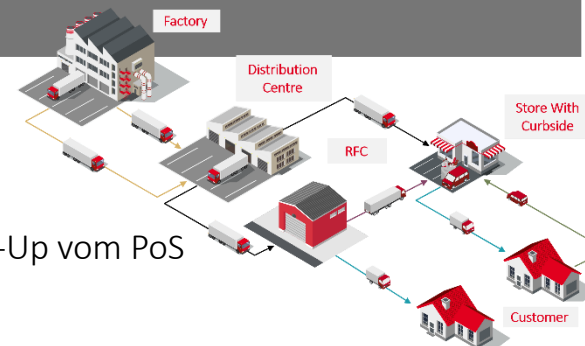 Factory
Distribution
Centre
Store With
Curbside
RFC
-Up vom PoS
Customer